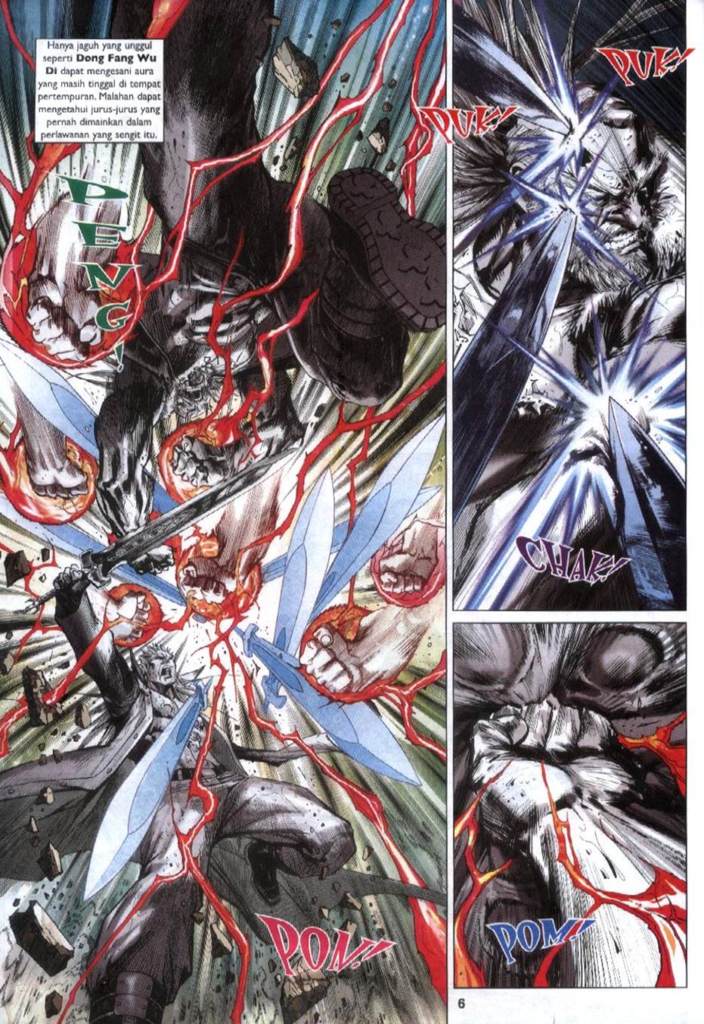 Hanya jaguh yang unggul
seperti Dong Fang Wu
Di dapat mengesani aura
yang masih tinggal di tempat
pertempuran. Malahan dapat
mengetahui jurus-jurus yang
pernah dimainkan dalam
perlawanan yang sengit itu.
PENG!
PON!
PUK!
PUK!
CHAK!
POM!
6